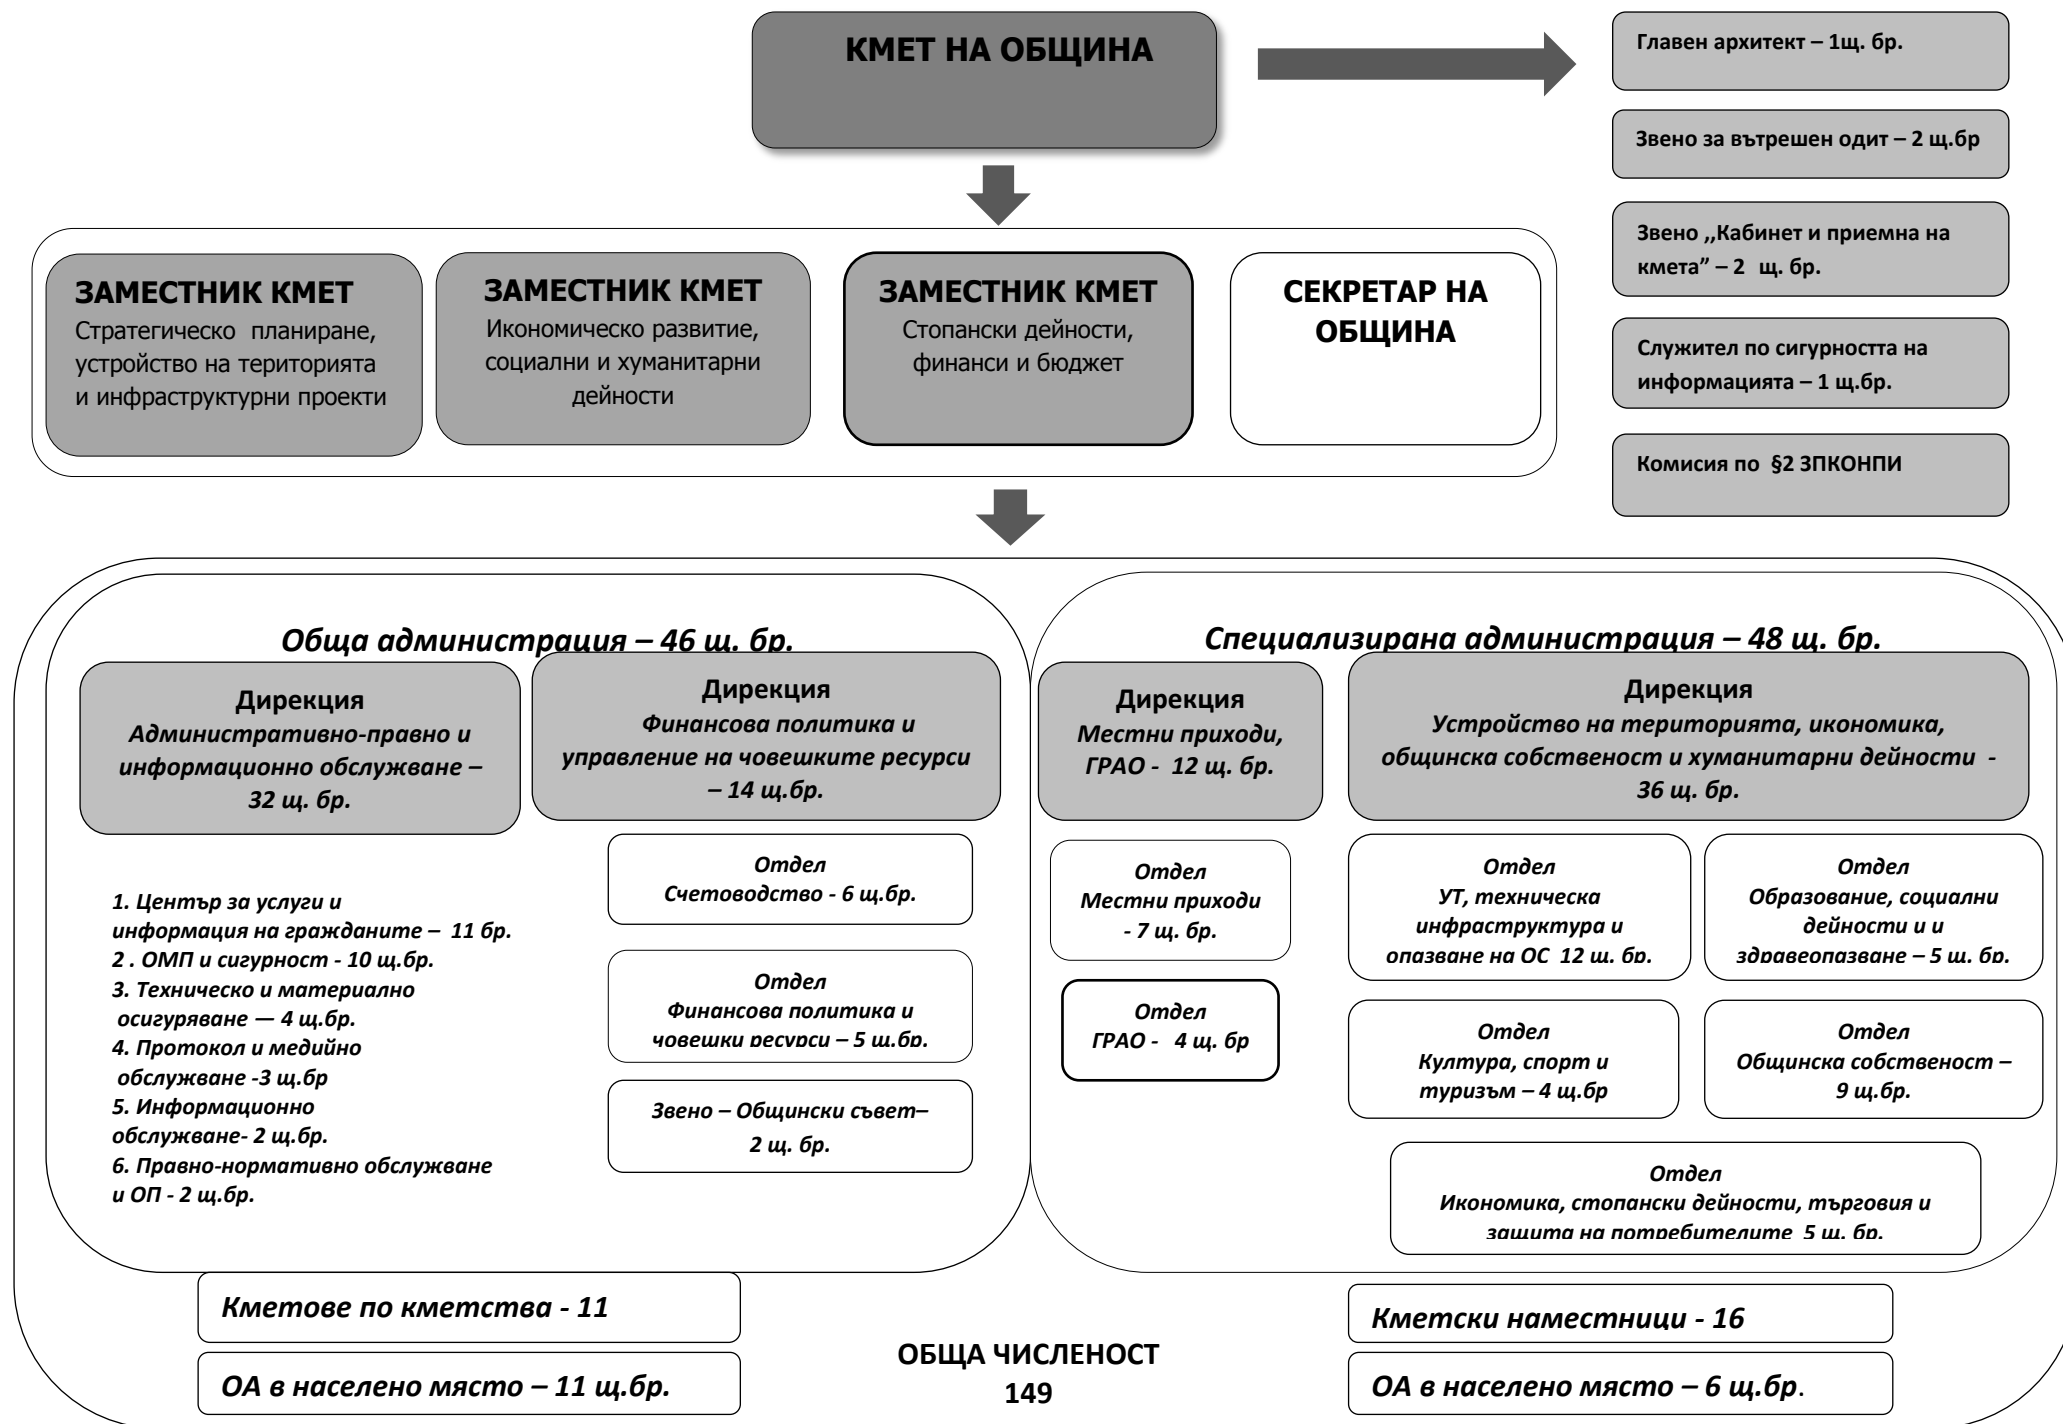 КМЕТ НА ОБЩИНА
Главен архитект – 1щ. бр.
Звено за вътрешен одит – 2 щ.бр
Звено ,,Кабинет и приемна на
кмета” – 2 щ. бр.
Служител по сигурността на
информацията – 1 щ.бр.
Комисия по §2 ЗПКОНПИ
ЗАМЕСТНИК КМЕТ
Стратегическо планиране,
устройство на територията
и инфраструктурни проекти
ЗАМЕСТНИК КМЕТ
Икономическо развитие,
социални и хуманитарни
дейности
ЗАМЕСТНИК КМЕТ
Стопански дейности,
финанси и бюджет
СЕКРЕТАР НА
ОБЩИНА
Обща администрация – 46 щ. бр.
Дирекция
Административно-правно и
информационно обслужване –
32 щ. бр.
Дирекция
Финансова политика и
управление на човешките ресурси
– 14 щ.бр.
1. Център за услуги и
информация на гражданите – 11 бр.
2 . ОМП и сигурност - 10 щ.бр.
3. Техническо и материално
осигуряване — 4 щ.бр.
4. Протокол и медийно
обслужване -3 щ.бр
5. Информационно
обслужване- 2 щ.бр.
6. Правно-нормативно обслужване
и ОП - 2 щ.бр.
Отдел
Счетоводство - 6 щ.бр.
Отдел
Финансова политика и
човешки ресурси – 5 щ.бр.
Звено – Общински съвет–
2 щ. бр.
Специализирана администрация – 48 щ. бр.
Дирекция
Местни приходи,
ГРАО - 12 щ. бр.
Дирекция
Устройство на територията, икономика,
общинска собственост и хуманитарни дейности -
36 щ. бр.
Отдел
Местни приходи
- 7 щ. бр.
Отдел
ГРАО - 4 щ. бр
Отдел
УТ, техническа
инфраструктура и
опазване на ОС 12 щ. бр.
Отдел
Образование, социални
дейности и и
здравеопазване – 5 щ. бр.
Отдел
Култура, спорт и
туризъм – 4 щ.бр
Отдел
Общинска собственост –
9 щ.бр.
Отдел
Икономика, стопански дейности, търговия и
защита на потребителите 5 щ. бр.
Кметове по кметства - 11
ОА в населено място – 11 щ.бр.
ОБЩА ЧИСЛЕНОСТ
149
Кметски наместници - 16
ОА в населено място – 6 щ.бр.